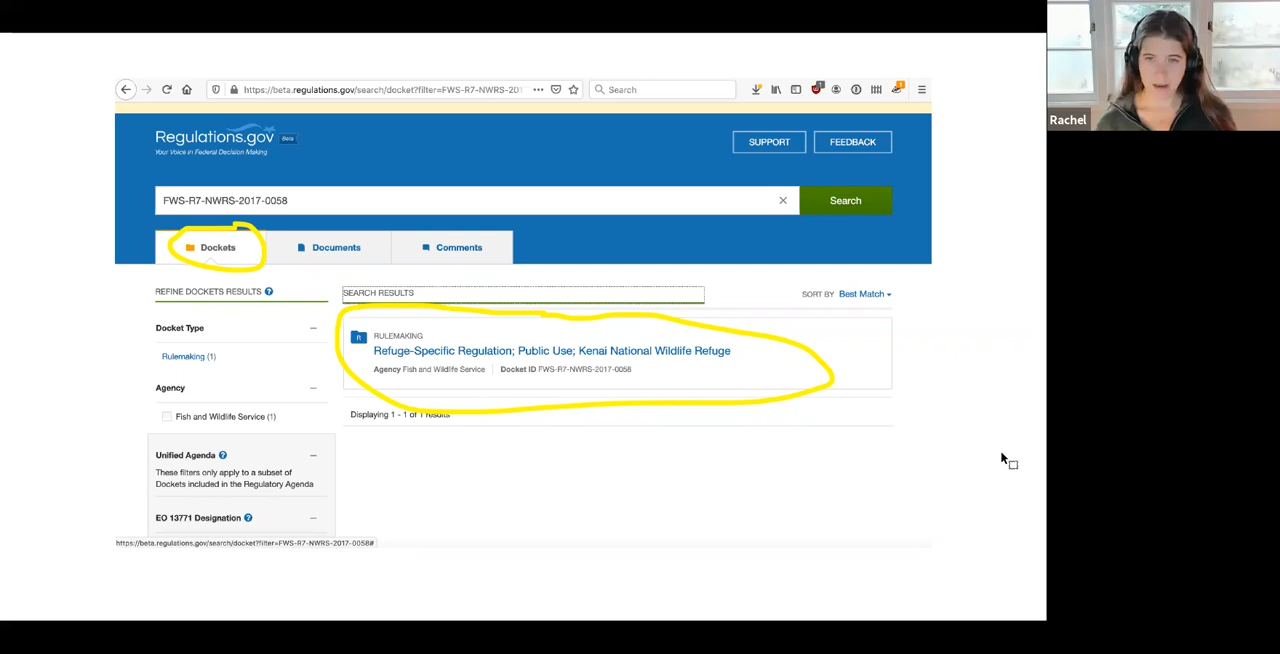 https://beta.regulations.gov/search/docket?filter=FWS-R7-NWRS-201
Search
Rachel
Regulations.gov Beta
Your Voice in Federal Decision Making
SUPPORT FEEDBACK
FWS-R7-NWRS-2017-0058 Search
Dockets Documents Comments
REFINE DOCKETS RESULTS
SEARCH RESULTS
SORT BY Best Match
Docket Type
Rulemaking (1)
Agency
Fish and Wildlife Service (1)
Unified Agenda
These filters only apply to a subset of
Dockets included in the Regulatory Agenda
EO 13771 Designation
RULEMAKING
Refuge-Specific Regulation; Public Use; Kenai National Wildlife Refuge
Agency Fish and Wildlife Service Docket ID FWS-R7-NWRS-2017-0058
Displaying 1 - 1 of 1 results
https://beta.regulations.gov/search/docket?filter=FWS-R7-NWRS-2017-0058#